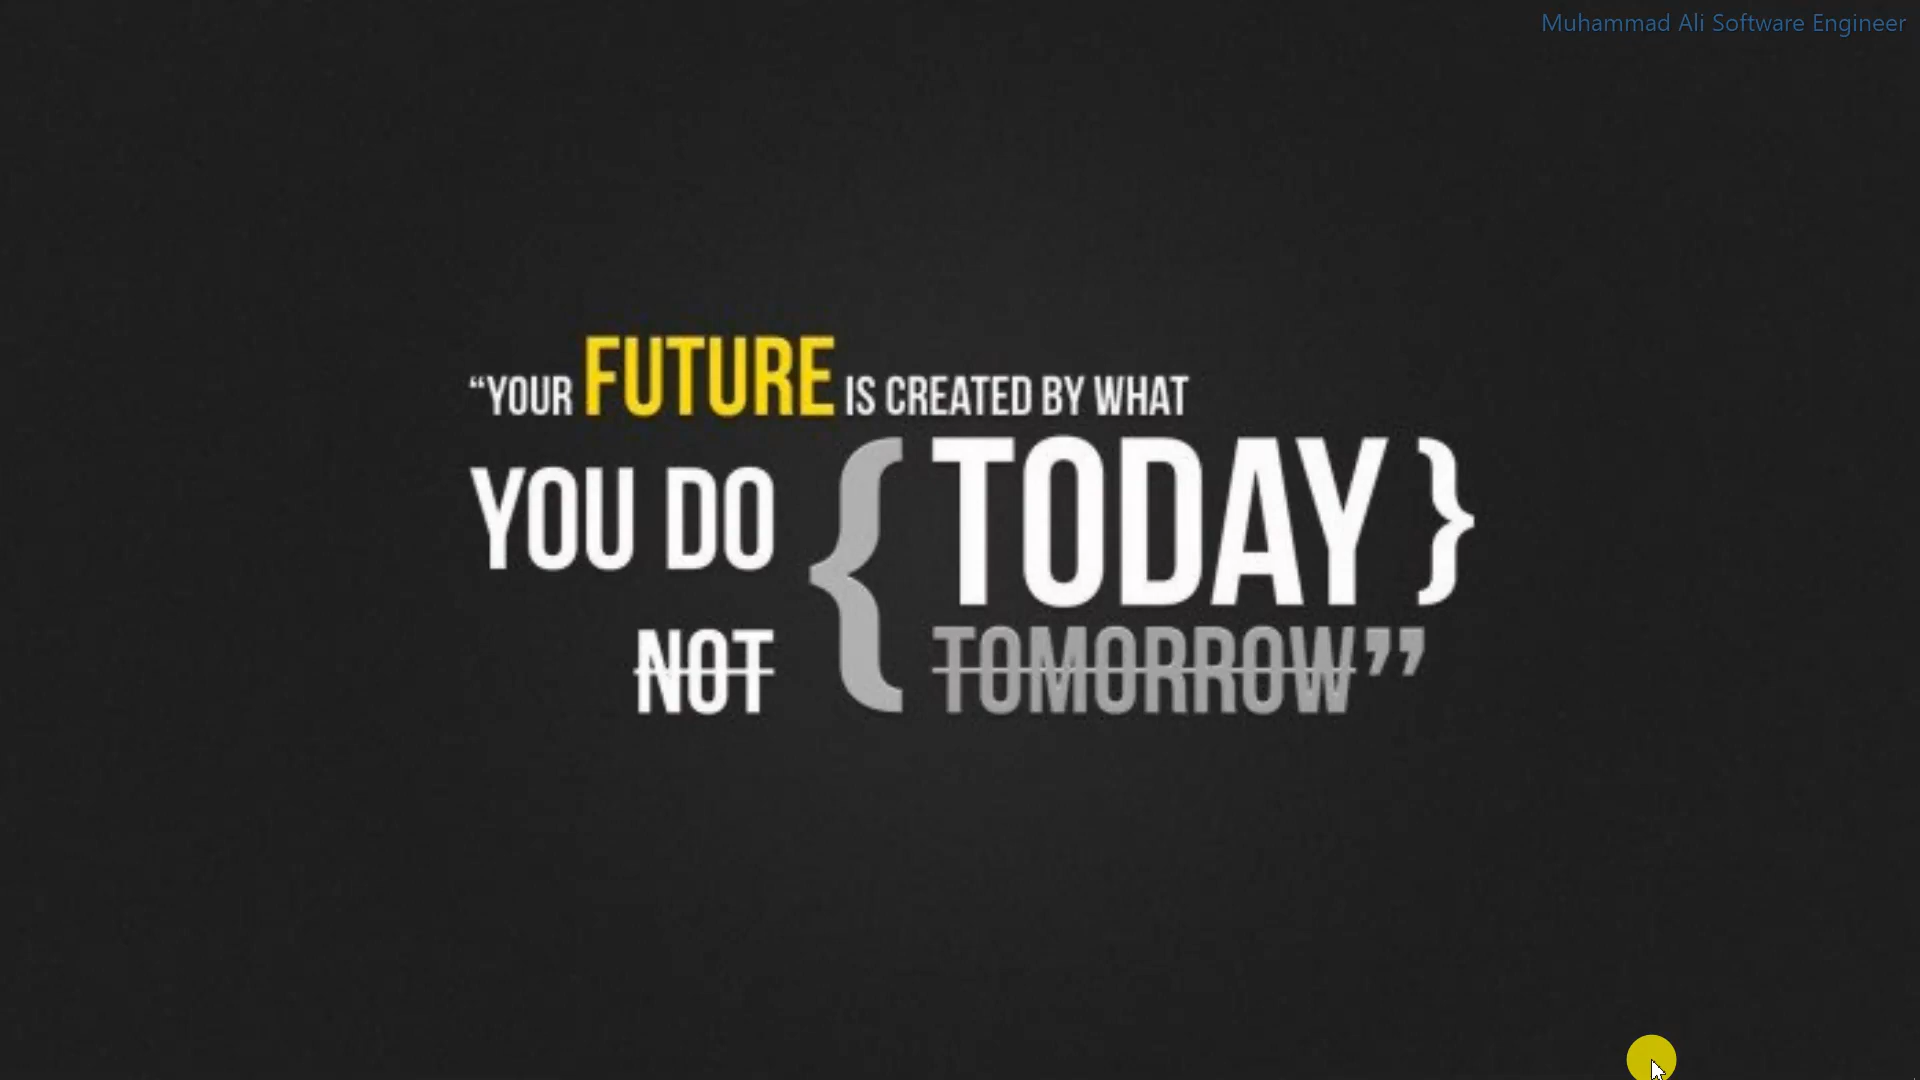 Muhammad Ali Software Engineer
“YOUR FUTURE IS CREATED BY WHAT
YOU DO { TODAY }
NOT TOMORROW”